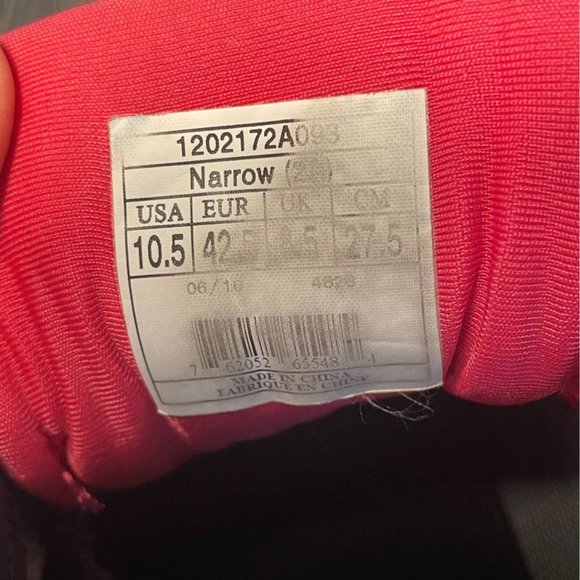 1202172A093
Narrow (2A)
USA EUR UK CM
10.5 42.5 8.5 27.5
06/16 4828
7 62052 65548 1
MADE IN CHINA
FABRIQUE EN CHINE